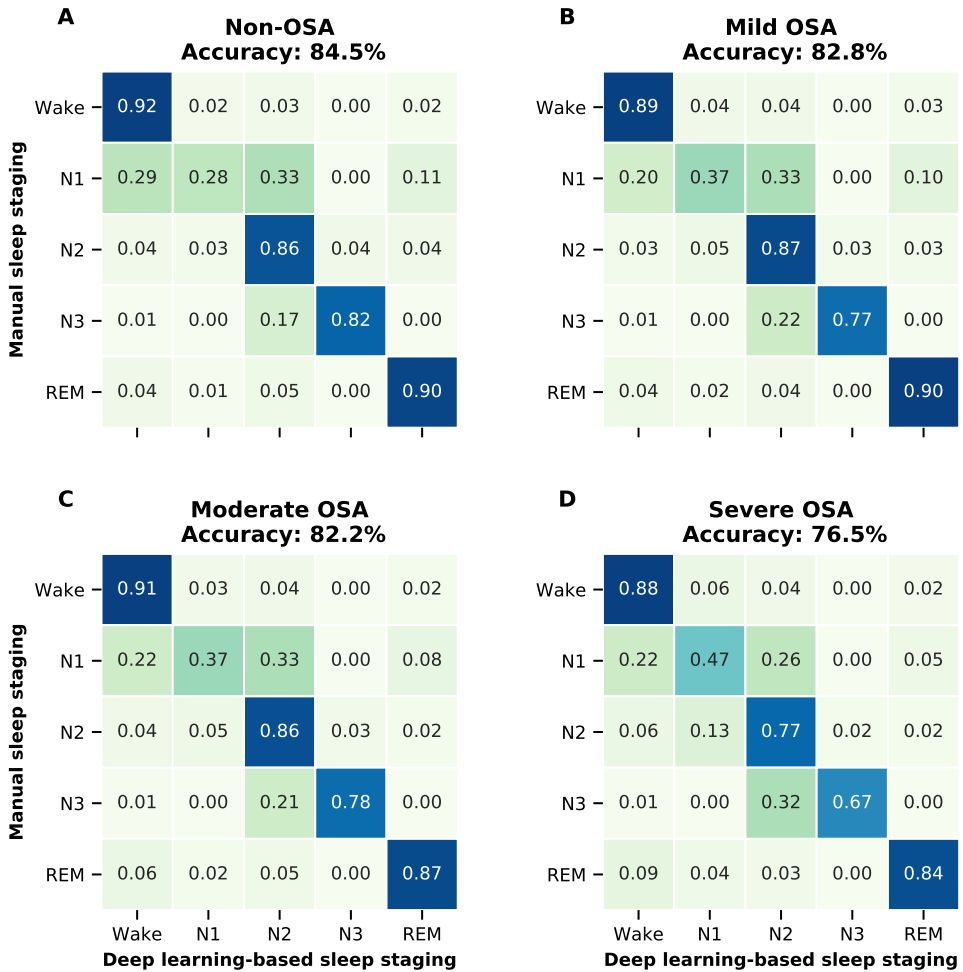 A
Non-OSA
Accuracy: 84.5%
Manual sleep staging
Wake 0.92 0.02 0.03 0.00 0.02
N1 0.29 0.28 0.33 0.00 0.11
N2 0.04 0.03 0.86 0.04 0.04
N3 0.01 0.00 0.17 0.82 0.00
REM 0.04 0.01 0.05 0.00 0.90
B
Mild OSA
Accuracy: 82.8%
Wake 0.89 0.04 0.04 0.00 0.03
N1 0.20 0.37 0.33 0.00 0.10
N2 0.03 0.05 0.87 0.03 0.03
N3 0.01 0.00 0.22 0.77 0.00
REM 0.04 0.02 0.04 0.00 0.90
C
Moderate OSA
Accuracy: 82.2%
Manual sleep staging
Wake 0.91 0.03 0.04 0.00 0.02
N1 0.22 0.37 0.33 0.00 0.08
N2 0.04 0.05 0.86 0.03 0.02
N3 0.01 0.00 0.21 0.78 0.00
REM 0.06 0.02 0.05 0.00 0.87
Wake N1 N2 N3 REM
Deep learning-based sleep staging
D
Severe OSA
Accuracy: 76.5%
Wake 0.88 0.06 0.04 0.00 0.02
N1 0.22 0.47 0.26 0.00 0.05
N2 0.06 0.13 0.77 0.02 0.02
N3 0.01 0.00 0.32 0.67 0.00
REM 0.09 0.04 0.03 0.00 0.84
Wake N1 N2 N3 REM
Deep learning-based sleep staging